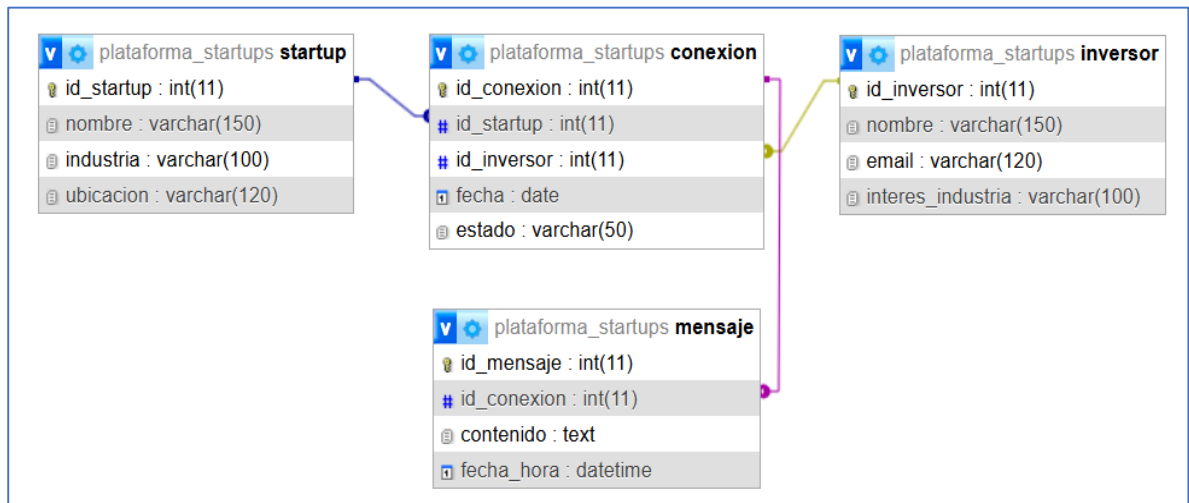 plataforma_startups startup
id_startup : int(11)
nombre : varchar(150)
industria : varchar(100)
ubicacion : varchar(120)
plataforma_startups conexion
id_conexion : int(11)
id_startup : int(11)
id_inversor : int(11)
fecha : date
estado : varchar(50)
plataforma_startups inversor
id_inversor : int(11)
nombre : varchar(150)
email : varchar(120)
interes_industria : varchar(100)
plataforma_startups mensaje
id_mensaje : int(11)
id_conexion : int(11)
contenido : text
fecha_hora : datetime